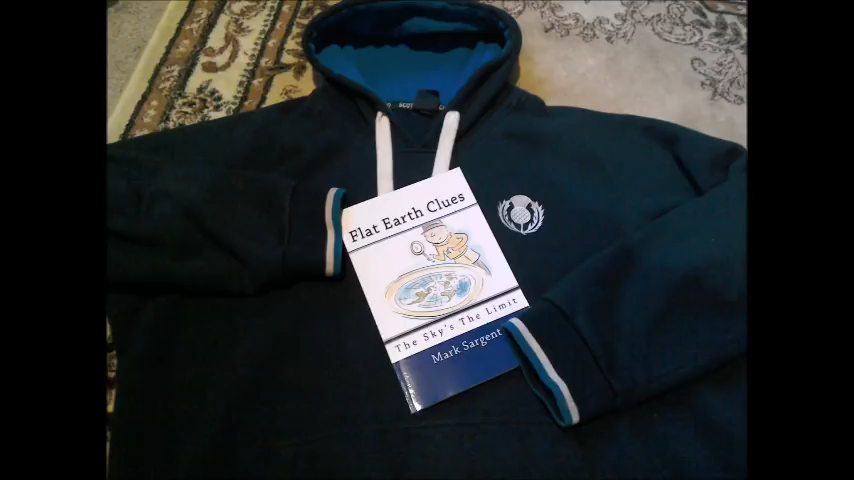 Flat Earth Clues
The Sky's The Limit
Mark Sargent